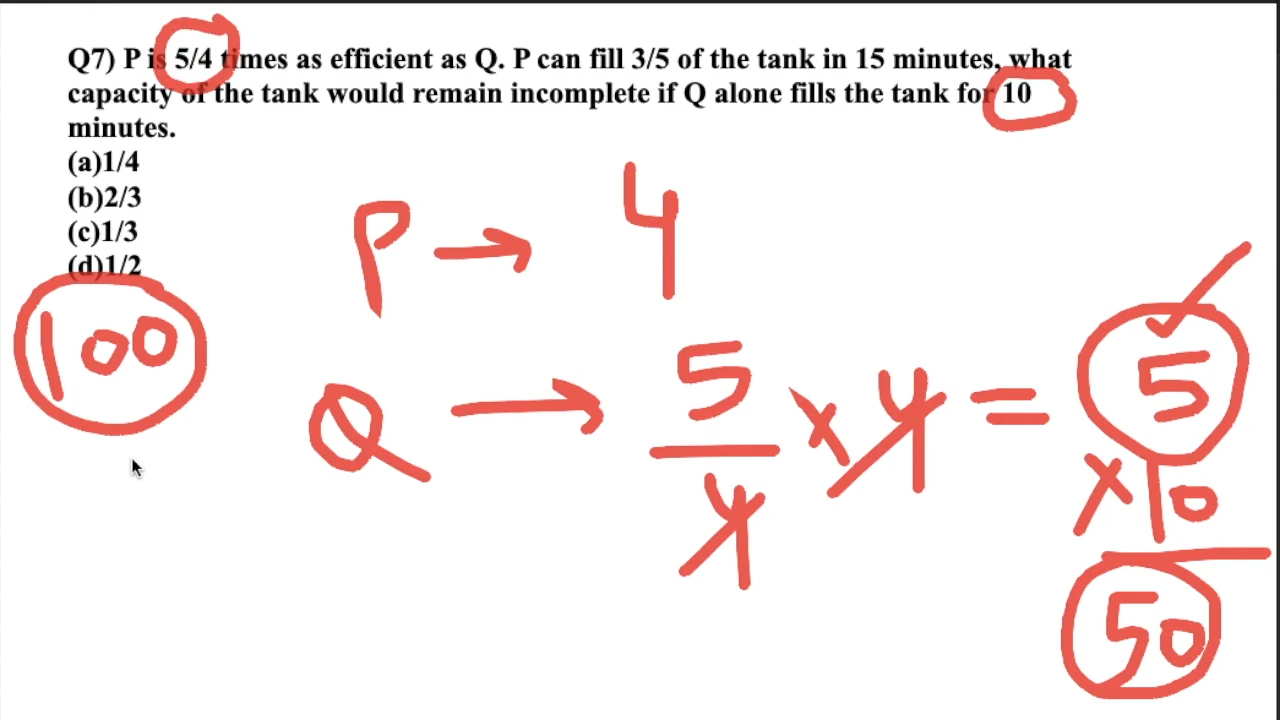 Q7) P is 5/4 times as efficient as Q. P can fill 3/5 of the tank in 15 minutes, what
capacity of the tank would remain incomplete if Q alone fills the tank for 10
minutes.
(a)1/4
(b)2/3
(c)1/3
(d)1/2
100
P → 4
Q → 5/4 × 4 = 5
×10
50